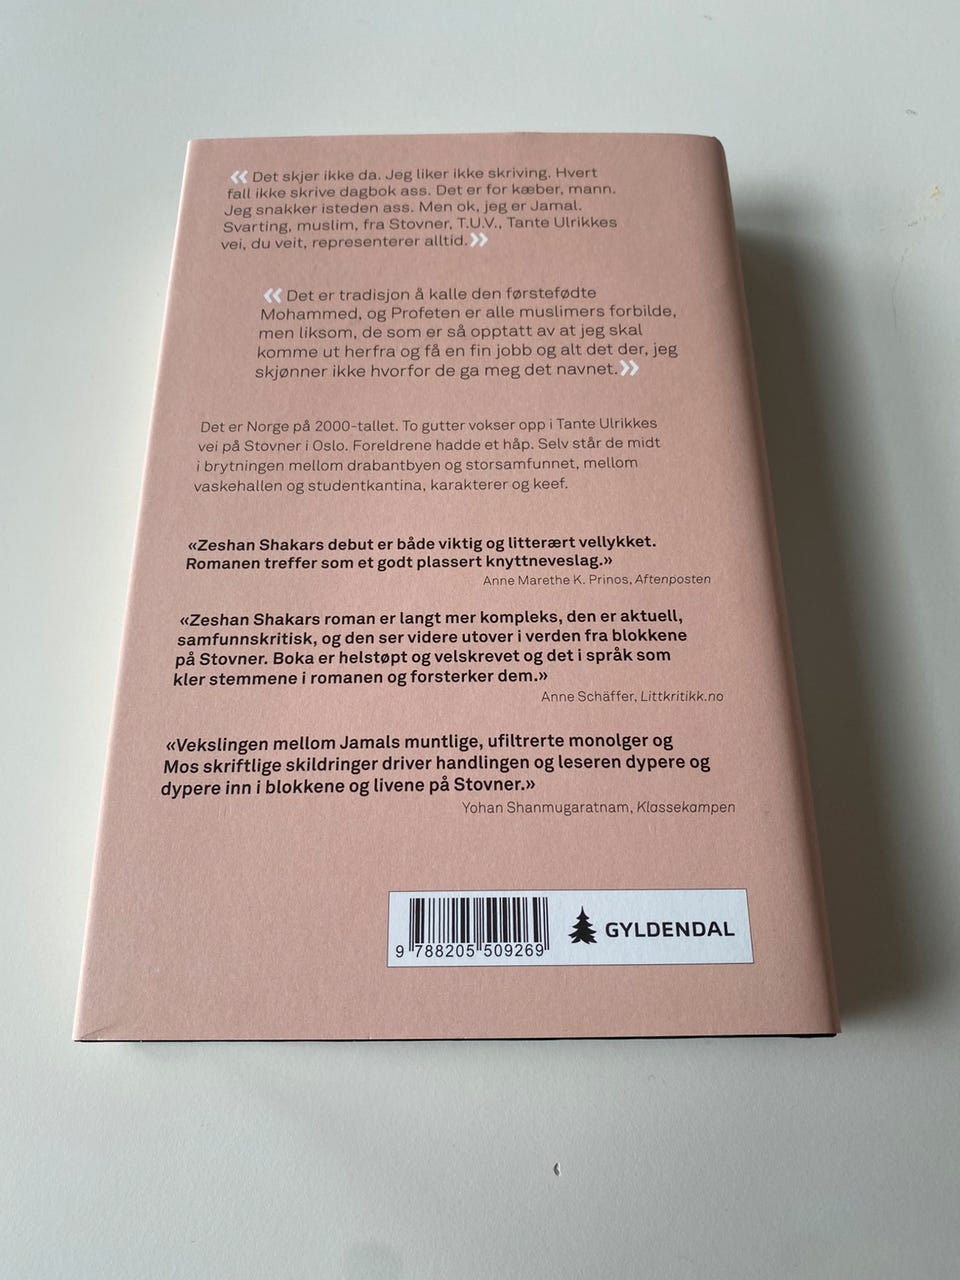 «Det skjer ikke da. Jeg liker ikke skriving. Hvert
fall ikke skrive dagbok ass. Det er for kæber, mann.
Jeg snakker isteden ass. Men ok, jeg er Jamal.
Svarting, muslim, fra Stovner, T.U.V., Tante Ulrikkes
vei, du veit, representerer alltid.»
«Det er tradisjon å kalle den førstefødte
Mohammed, og Profeten er alle muslimers forbilde,
men liksom, de som er så opptatt av at jeg skal
komme ut herfra og få en fin jobb og alt det der, jeg
skjønner ikke hvorfor de ga meg det navnet.»
Det er Norge på 2000-tallet. To gutter vokser opp i Tante Ulrikkes
vei på Stovner i Oslo. Foreldrene hadde et håp. Selv står de midt
i brytningen mellom drabantbyen og storsamfunnet, mellom
vaskehallen og studentkantina, karakterer og keef.
«Zeshan Shakars debut er både viktig og litterært vellykket.
Romanen treffer som et godt plassert knyttneveslag.»
Anne Marethe K. Prinos, Aftenposten
«Zeshan Shakars roman er langt mer kompleks, den er aktuell,
samfunnskritisk, og den ser videre utover i verden fra blokkene
på Stovner. Boka er helstøpt og velskrevet og det i språk som
kler stemmene i romanen og forsterker dem.»
Anne Schäffer, Littkritikk.no
«Vekslingen mellom Jamals muntlige, ufiltrerte monolger og
Mos skriftlige skildringer driver handlingen og leseren dypere og
dypere inn i blokkene og livene på Stovner.»
Yohan Shanmugaratnam, Klassekampen
9 788205 509269
GYLDENDAL